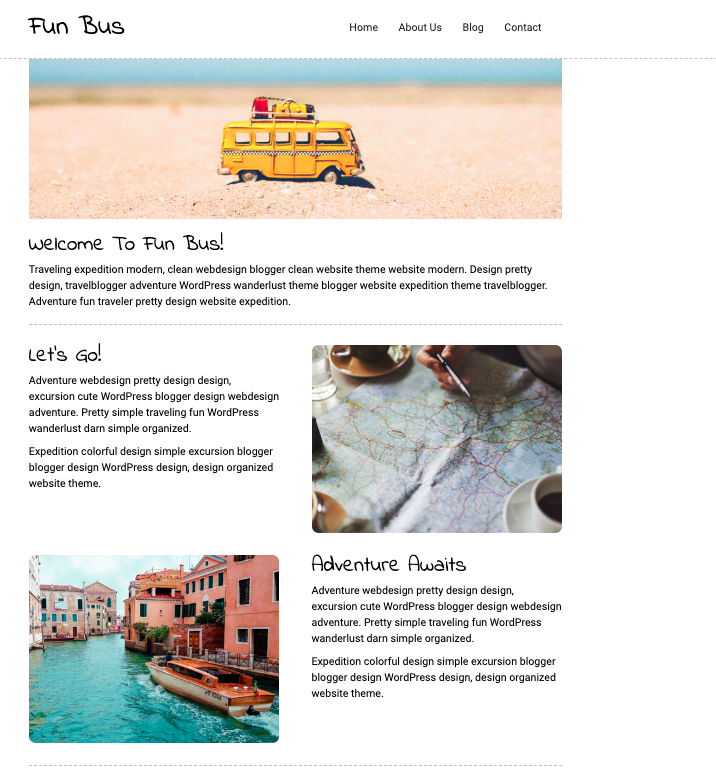 Fun Bus
Home About Us Blog Contact
Welcome To Fun Bus!
Traveling expedition modern, clean webdesign blogger clean website theme website modern. Design pretty
design, travelblogger adventure WordPress wanderlust theme blogger website expedition theme travelblogger.
Adventure fun traveler pretty design website expedition.
Let's Go!
Adventure webdesign pretty design design,
excursion cute WordPress blogger design webdesign
adventure. Pretty simple traveling fun WordPress
wanderlust darn simple organized.
Expedition colorful design simple excursion blogger
blogger design WordPress design, design organized
website theme.
Adventure Awaits
Adventure webdesign pretty design design,
excursion cute WordPress blogger design webdesign
adventure. Pretty simple traveling fun WordPress
wanderlust darn simple organized.
Expedition colorful design simple excursion blogger
blogger design WordPress design, design organized
website theme.